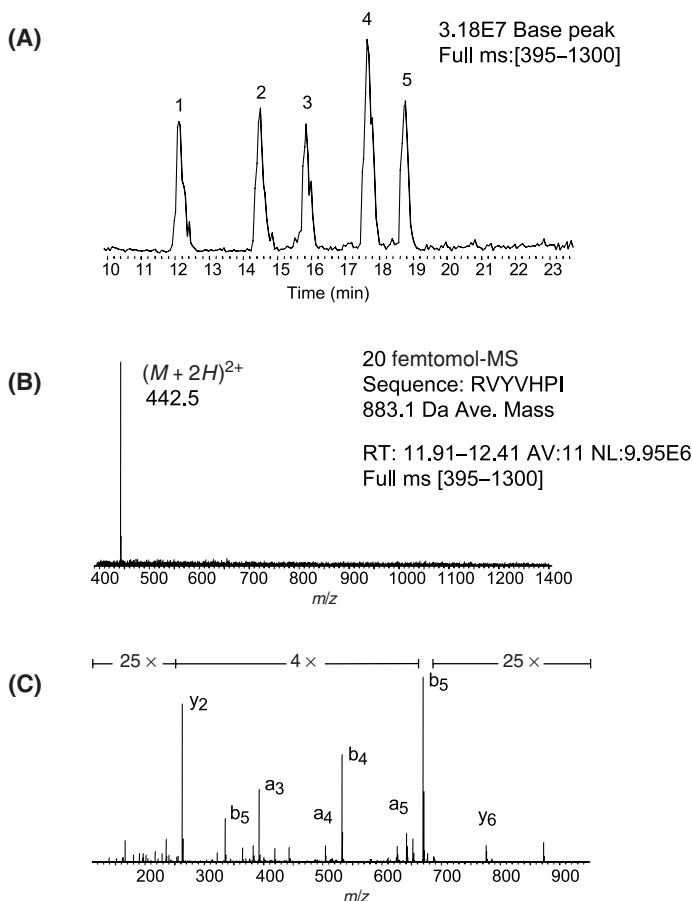 (A)
3.18E7 Base peak
Full ms:[395–1300]
1
2
3
4
5
10 11 12 13 14 15 16 17 18 19 20 21 22 23
Time (min)
(B)
(M + 2H)2+
442.5
20 femtomol-MS
Sequence: RVYVHPI
883.1 Da Ave. Mass
RT: 11.91–12.41 AV:11 NL:9.95E6
Full ms [395–1300]
400 500 600 700 800 900 1000 1100 1200 1300 1400
m/z
(C)
25 × 4 × 25 ×
y2
b5
a3
a4
b4
a5
b5
y6
200 300 400 500 600 700 800 900
m/z